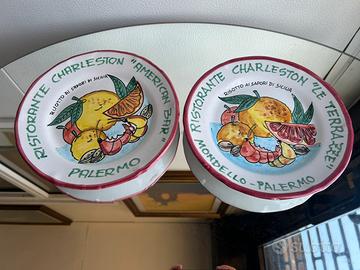 RISTORANTE CHARLESTON "AMERICAN BAR"
RISOTTO AI SAPORI DI SICILIA
PALERMO
RISTORANTE CHARLESTON "LE TERRAZZE"
RISOTTO AI SAPORI DI SICILIA
MONDELLO - PALERMO